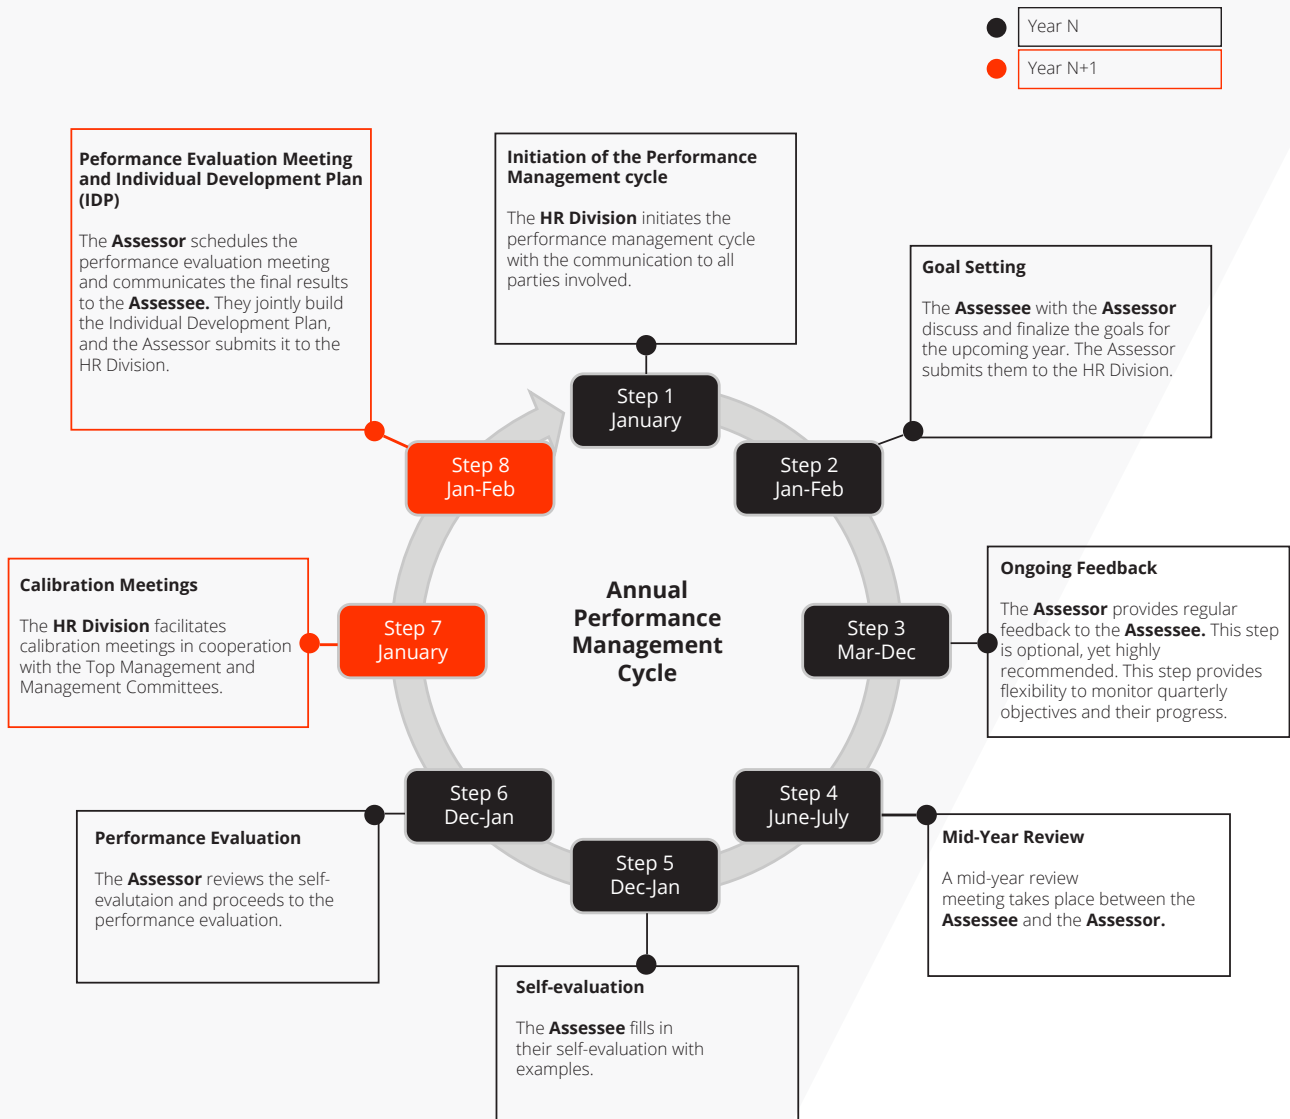 Year N
Year N+1
Peformance Evaluation Meeting
and Individual Development Plan
(IDP)
The Assessor schedules the
performance evaluation meeting
and communicates the final results
to the Assessee. They jointly build
the Individual Development Plan,
and the Assessor submits it to the
HR Division.
Initiation of the Performance
Management cycle
The HR Division initiates the
performance management cycle
with the communication to all
parties involved.
Goal Setting
The Assessee with the Assessor
discuss and finalize the goals for
the upcoming year. The Assessor
submits them to the HR Division.
Step 1
January
Step 8
Jan-Feb
Step 2
Jan-Feb
Calibration Meetings
The HR Division facilitates
calibration meetings in cooperation
with the Top Management and
Management Committees.
Step 7
January
Annual
Performance
Management
Cycle
Step 3
Mar-Dec
Ongoing Feedback
The Assessor provides regular
feedback to the Assessee. This step
is optional, yet highly
recommended. This step provides
flexibility to monitor quarterly
objectives and their progress.
Step 6
Dec-Jan
Step 4
June-July
Step 5
Dec-Jan
Performance Evaluation
The Assessor reviews the self-
evalutaion and proceeds to the
performance evaluation.
Mid-Year Review
A mid-year review
meeting takes place between the
Assessee and the Assessor.
Self-evaluation
The Assessee fills in
their self-evaluation with
examples.